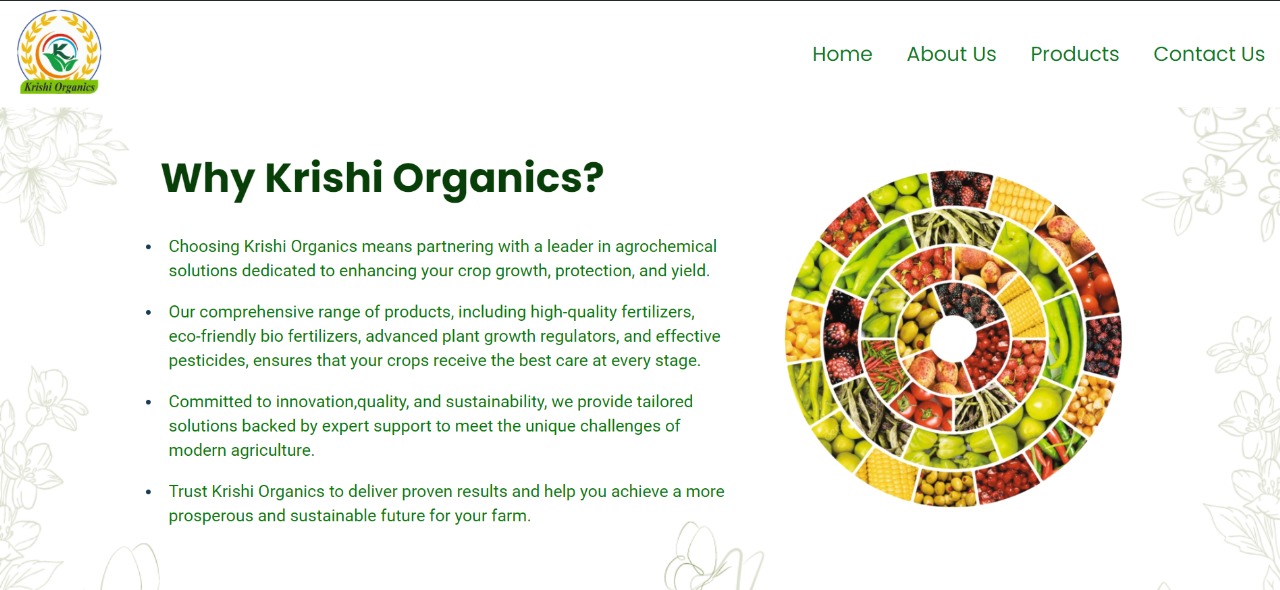 K
Krishi Organics
Home About Us Products Contact Us
Why Krishi Organics?
• Choosing Krishi Organics means partnering with a leader in agrochemical
solutions dedicated to enhancing your crop growth, protection, and yield.
• Our comprehensive range of products, including high-quality fertilizers,
eco-friendly bio fertilizers, advanced plant growth regulators, and effective
pesticides, ensures that your crops receive the best care at every stage.
• Committed to innovation,quality, and sustainability, we provide tailored
solutions backed by expert support to meet the unique challenges of
modern agriculture.
• Trust Krishi Organics to deliver proven results and help you achieve a more
prosperous and sustainable future for your farm.